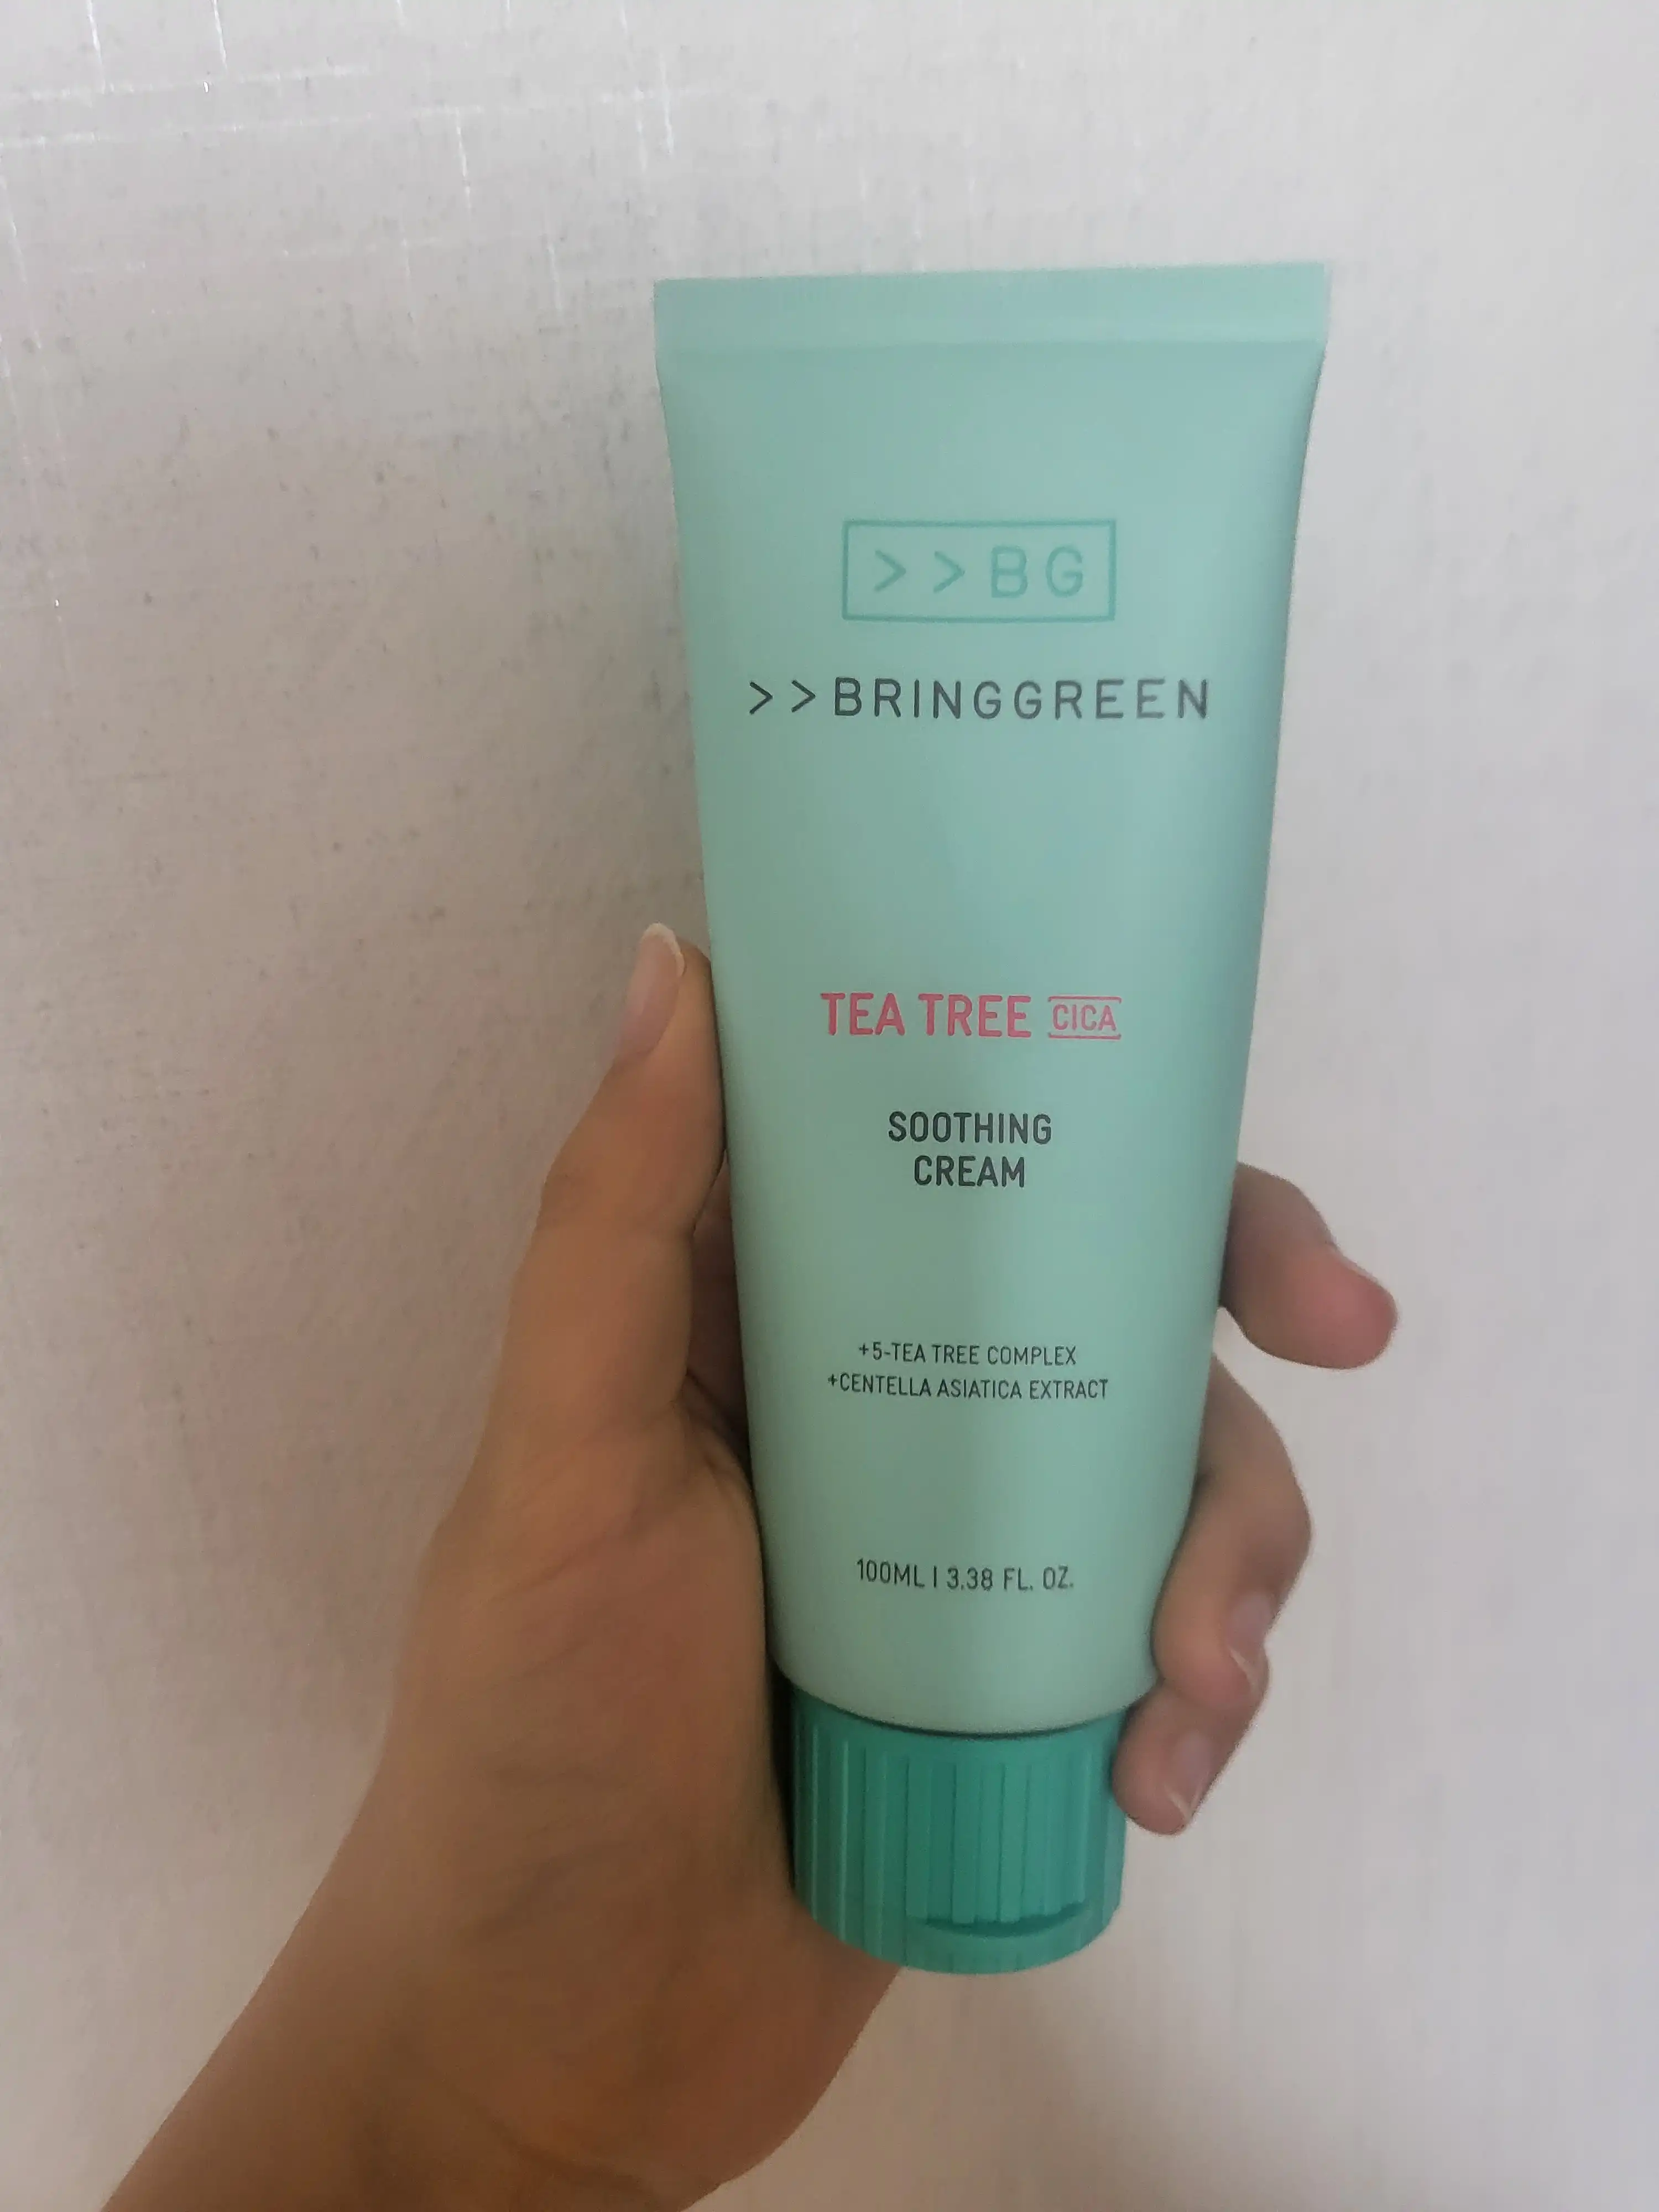 >>BG
>>BRINGGREEN
TEA TREE CICA
SOOTHING
CREAM
+5-TEA TREE COMPLEX
+CENTELLA ASIATICA EXTRACT
100ML | 3.38 FL. OZ.